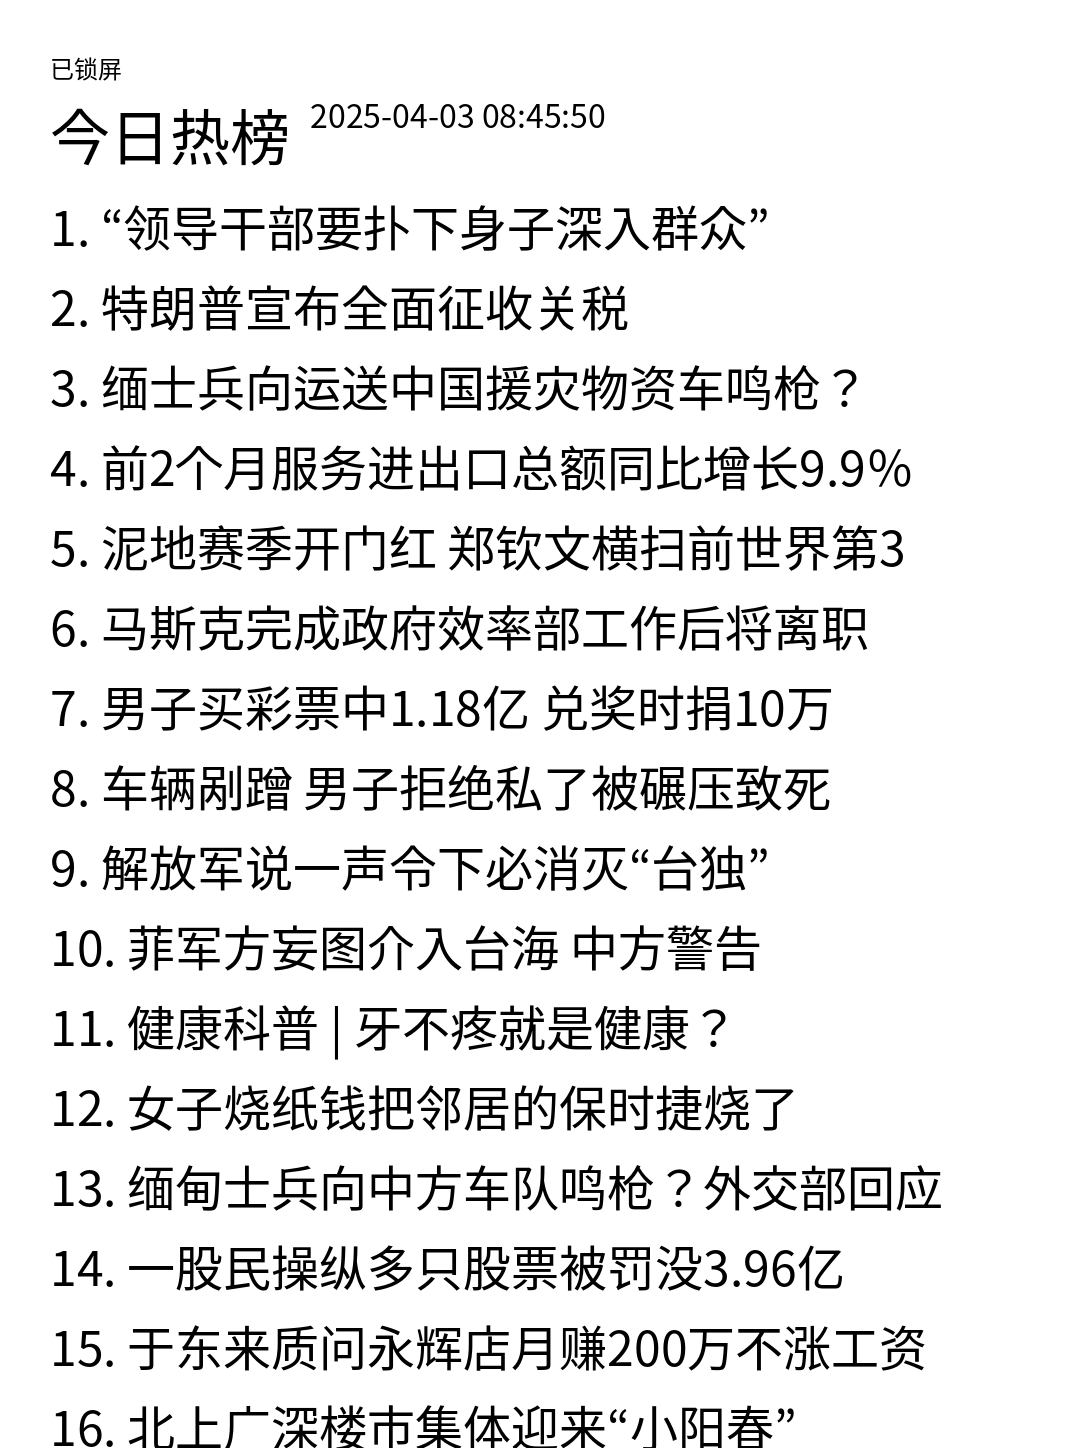 已锁屏
今日热榜 2025-04-03 08:45:50
1. “领导干部要扑下身子深入群众”
2. 特朗普宣布全面征收关税
3. 缅士兵向运送中国援灾物资车鸣枪？
4. 前2个月服务进出口总额同比增长9.9%
5. 泥地赛季开门红 郑钦文横扫前世界第3
6. 马斯克完成政府效率部工作后将离职
7. 男子买彩票中1.18亿 兑奖时捐10万
8. 车辆剐蹭 男子拒绝私了被碾压致死
9. 解放军说一声令下必消灭“台独”
10. 菲军方妄图介入台海 中方警告
11. 健康科普 | 牙不疼就是健康？
12. 女子烧纸钱把邻居的保时捷烧了
13. 缅甸士兵向中方车队鸣枪？外交部回应
14. 一股民操纵多只股票被罚没3.96亿
15. 于东来质问永辉店月赚200万不涨工资
16. 北上广深楼市集体迎来“小阳春”